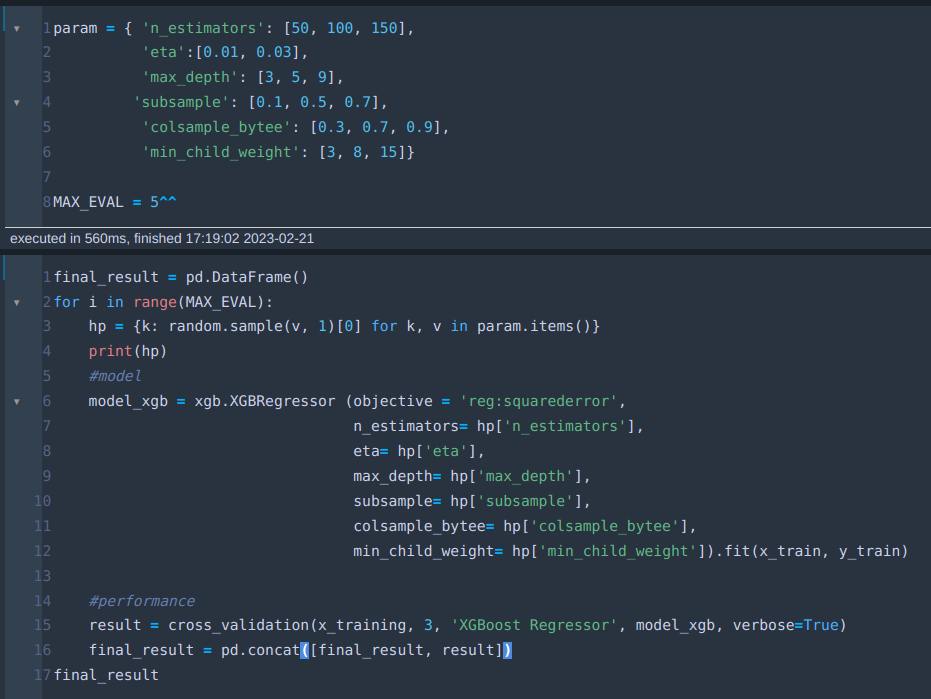 1 param = { 'n_estimators': [50, 100, 150],
2           'eta':[0.01, 0.03],
3           'max_depth': [3, 5, 9],
4          'subsample': [0.1, 0.5, 0.7],
5           'colsample_bytee': [0.3, 0.7, 0.9],
6           'min_child_weight': [3, 8, 15]}
7
8 MAX_EVAL = 5^^
executed in 560ms, finished 17:19:02 2023-02-21
1 final_result = pd.DataFrame()
2 for i in range(MAX_EVAL):
3     hp = {k: random.sample(v, 1)[0] for k, v in param.items()}
4     print(hp)
5     #model
6     model_xgb = xgb.XGBRegressor (objective = 'reg:squarederror',
7                                   n_estimators= hp['n_estimators'],
8                                   eta= hp['eta'],
9                                   max_depth= hp['max_depth'],
10                                  subsample= hp['subsample'],
11                                  colsample_bytee= hp['colsample_bytee'],
12                                  min_child_weight= hp['min_child_weight']).fit(x_train, y_train)
13
14    #performance
15    result = cross_validation(x_training, 3, 'XGBoost Regressor', model_xgb, verbose=True)
16    final_result = pd.concat([final_result, result])
17 final_result